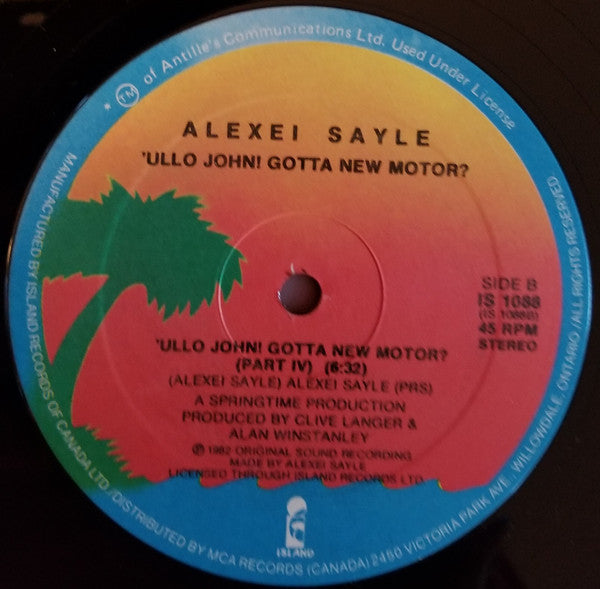 * TM of Antille's Communications Ltd. Used Under License
ALEXEI SAYLE
'ULLO JOHN! GOTTA NEW MOTOR?
SIDE B
IS 1088
(IS 1088B)
45 RPM
STEREO
'ULLO JOHN! GOTTA NEW MOTOR?
(PART IV) (6:32)
(ALEXEI SAYLE) ALEXEI SAYLE (PRS)
A SPRINGTIME PRODUCTION
PRODUCED BY CLIVE LANGER &
ALAN WINSTANLEY
℗ 1982 ORIGINAL SOUND RECORDING
MADE BY ALEXEI SAYLE
LICENSED THROUGH ISLAND RECORDS LTD.
ISLAND
MANUFACTURED BY ISLAND RECORDS OF CANADA LTD./DISTRIBUTED BY MCA RECORDS (CANADA) 2450 VICTORIA PARK AVE., WILLOWDALE, ONTARIO /ALL RIGHTS RESERVED